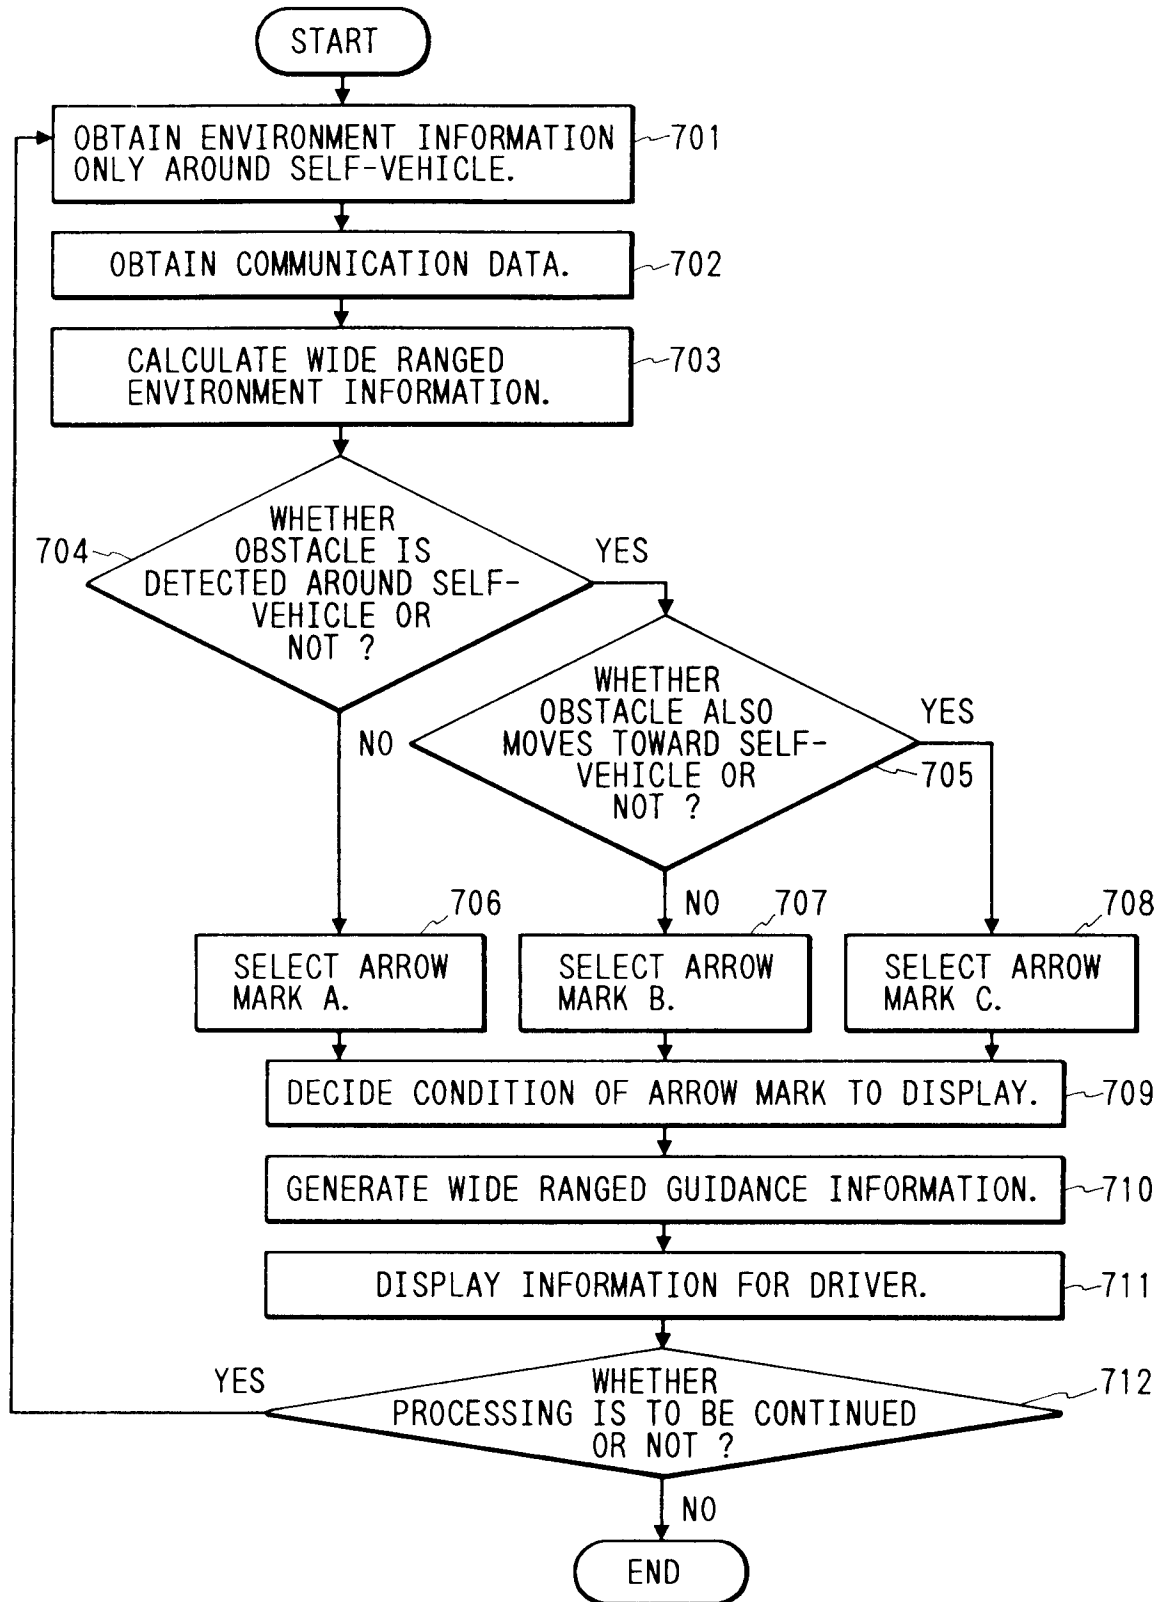 START
OBTAIN ENVIRONMENT INFORMATION
ONLY AROUND SELF-VEHICLE.
701
OBTAIN COMMUNICATION DATA.
702
CALCULATE WIDE RANGED
ENVIRONMENT INFORMATION.
703
704
WHETHER
OBSTACLE IS
DETECTED AROUND SELF-
VEHICLE OR
NOT ?
YES
NO
WHETHER
OBSTACLE ALSO
MOVES TOWARD SELF-
VEHICLE OR
NOT ?
YES
705
NO
706
SELECT ARROW
MARK A.
707
SELECT ARROW
MARK B.
708
SELECT ARROW
MARK C.
DECIDE CONDITION OF ARROW MARK TO DISPLAY.
709
GENERATE WIDE RANGED GUIDANCE INFORMATION.
710
DISPLAY INFORMATION FOR DRIVER.
711
YES
WHETHER
PROCESSING IS TO BE CONTINUED
OR NOT ?
712
NO
END